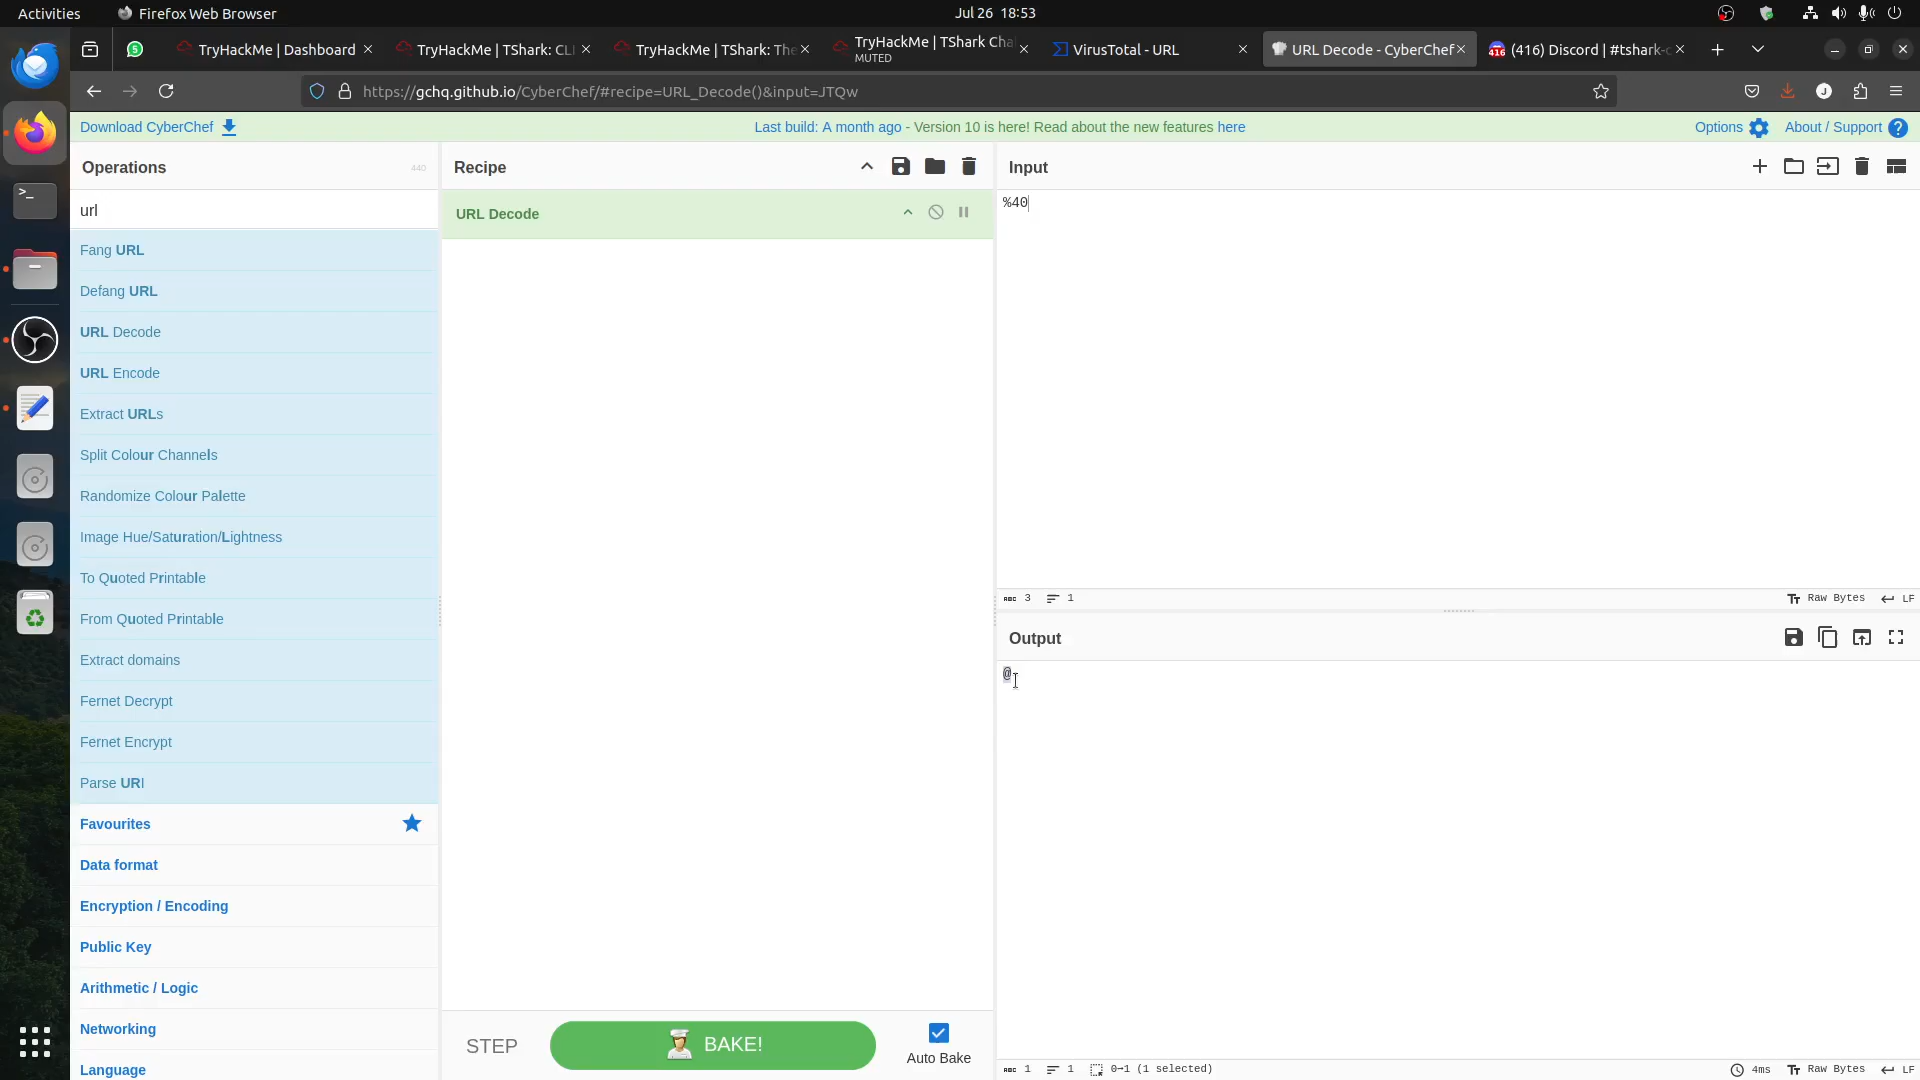 Activities
Firefox Web Browser
Jul 26 18:53
TryHackMe | Dashboard
TryHackMe | TShark: CLI
TryHackMe | TShark: The
TryHackMe | TShark Cha
MUTED
VirusTotal - URL
URL Decode - CyberChef
(416) Discord | #tshark-c
https://gchq.github.io/CyberChef/#recipe=URL_Decode()&input=JTQw
Download CyberChef
Last build: A month ago - Version 10 is here! Read about the new features here
Options
About / Support
Operations
440
Recipe
Input
url
URL Decode
%40
Fang URL
Defang URL
URL Decode
URL Encode
Extract URLs
Split Colour Channels
Randomize Colour Palette
Image Hue/Saturation/Lightness
To Quoted Printable
From Quoted Printable
Extract domains
Fernet Decrypt
Fernet Encrypt
Parse URI
Favourites
Data format
Encryption / Encoding
Public Key
Arithmetic / Logic
Networking
Language
STEP
BAKE!
Auto Bake
ABC 3
1
Raw Bytes
LF
Output
@
ABC 1
1
0→1 (1 selected)
4ms
Raw Bytes
LF